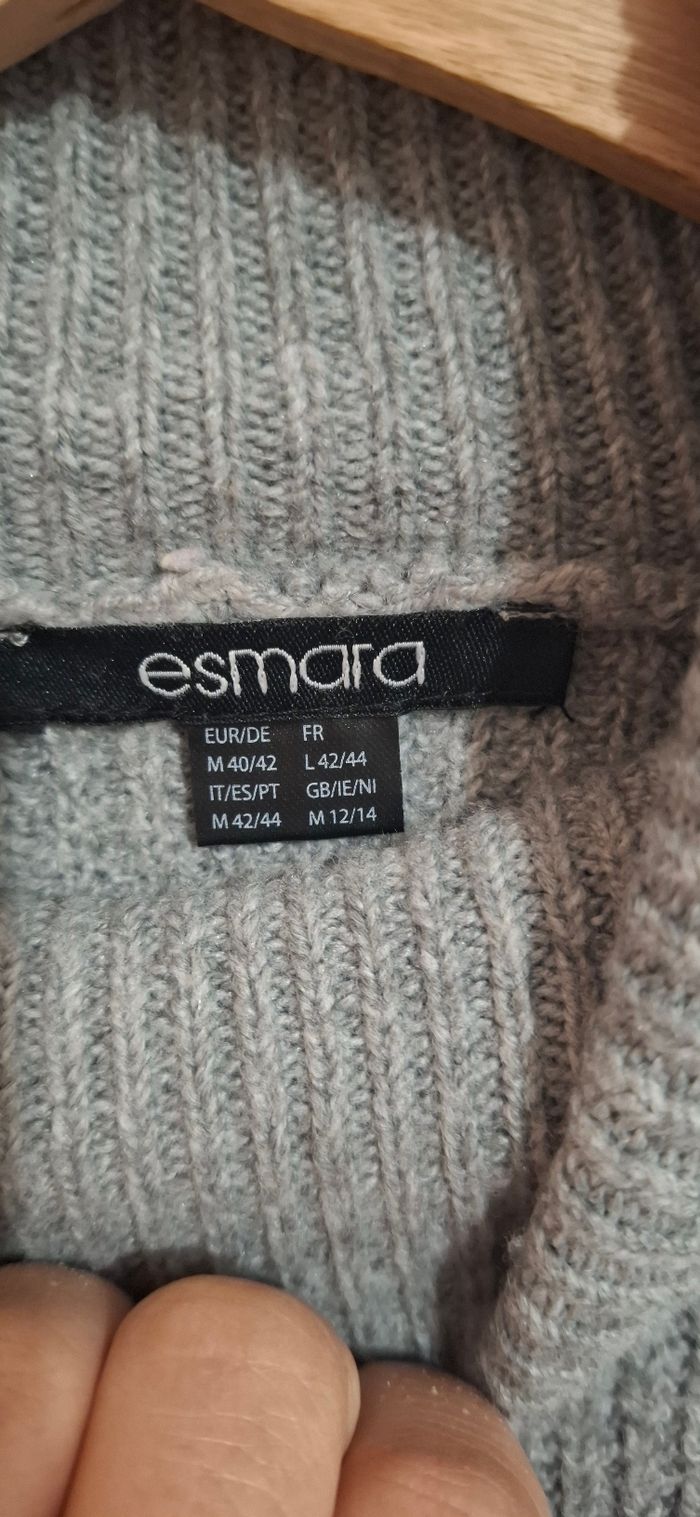 esmara
EUR/DE FR
M 40/42 L 42/44
IT/ES/PT GB/IE/NI
M 42/44 M 12/14